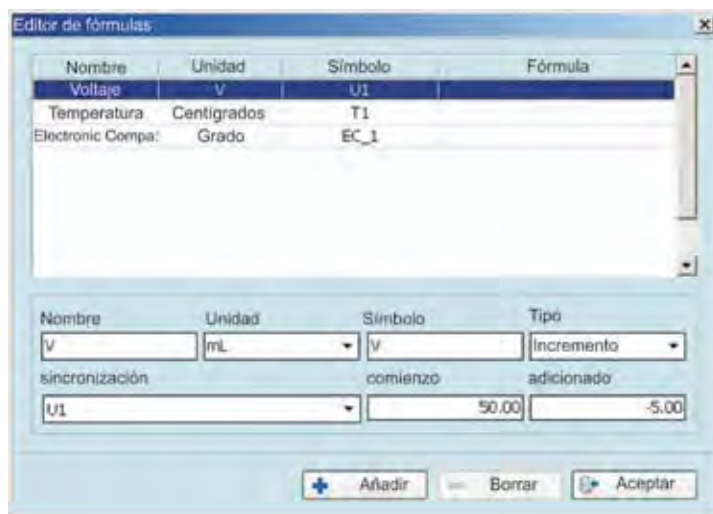 Editor de fórmulas
Nombre Unidad Símbolo Fórmula
Voltaje V U1
Temperatura Centígrados T1
Electronic Compa: Grado EC_1
Nombre Unidad Símbolo Tipo
V mL V Incremento
sincronización comienzo adicionado
U1 50.00 -5.00
Añadir Borrar Aceptar